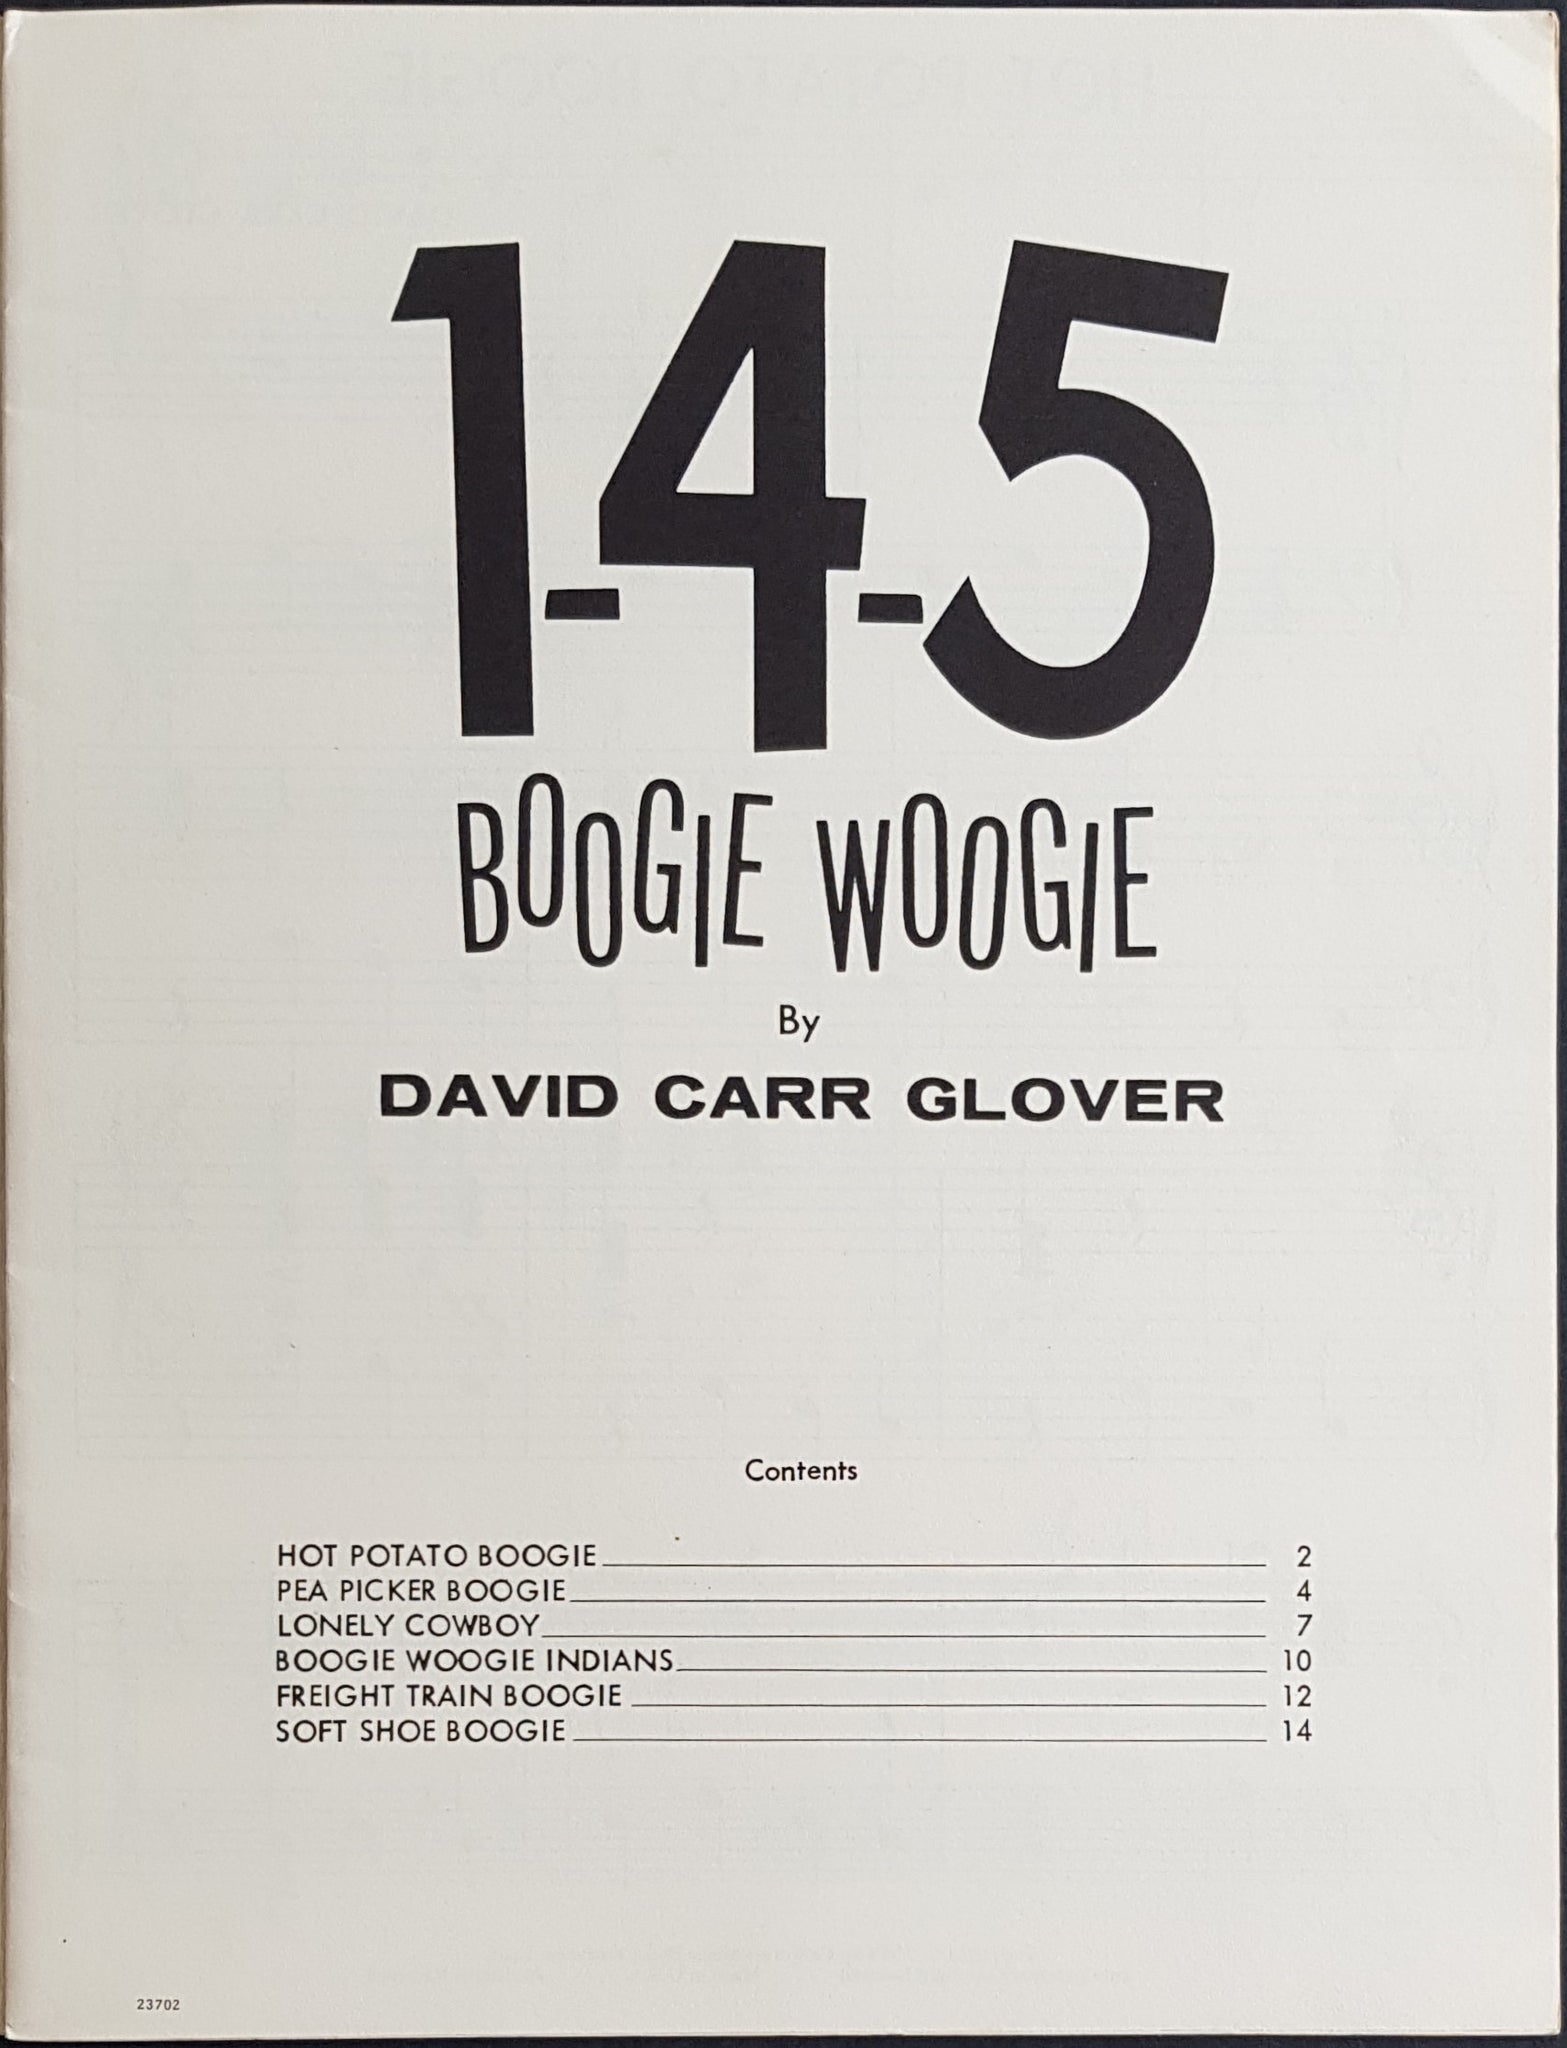 1-4-5
BOOGIE WOOGIE
By
DAVID CARR GLOVER
Contents
HOT POTATO BOOGIE 2
PEA PICKER BOOGIE 4
LONELY COWBOY 7
BOOGIE WOOGIE INDIANS 10
FREIGHT TRAIN BOOGIE 12
SOFT SHOE BOOGIE 14
23702